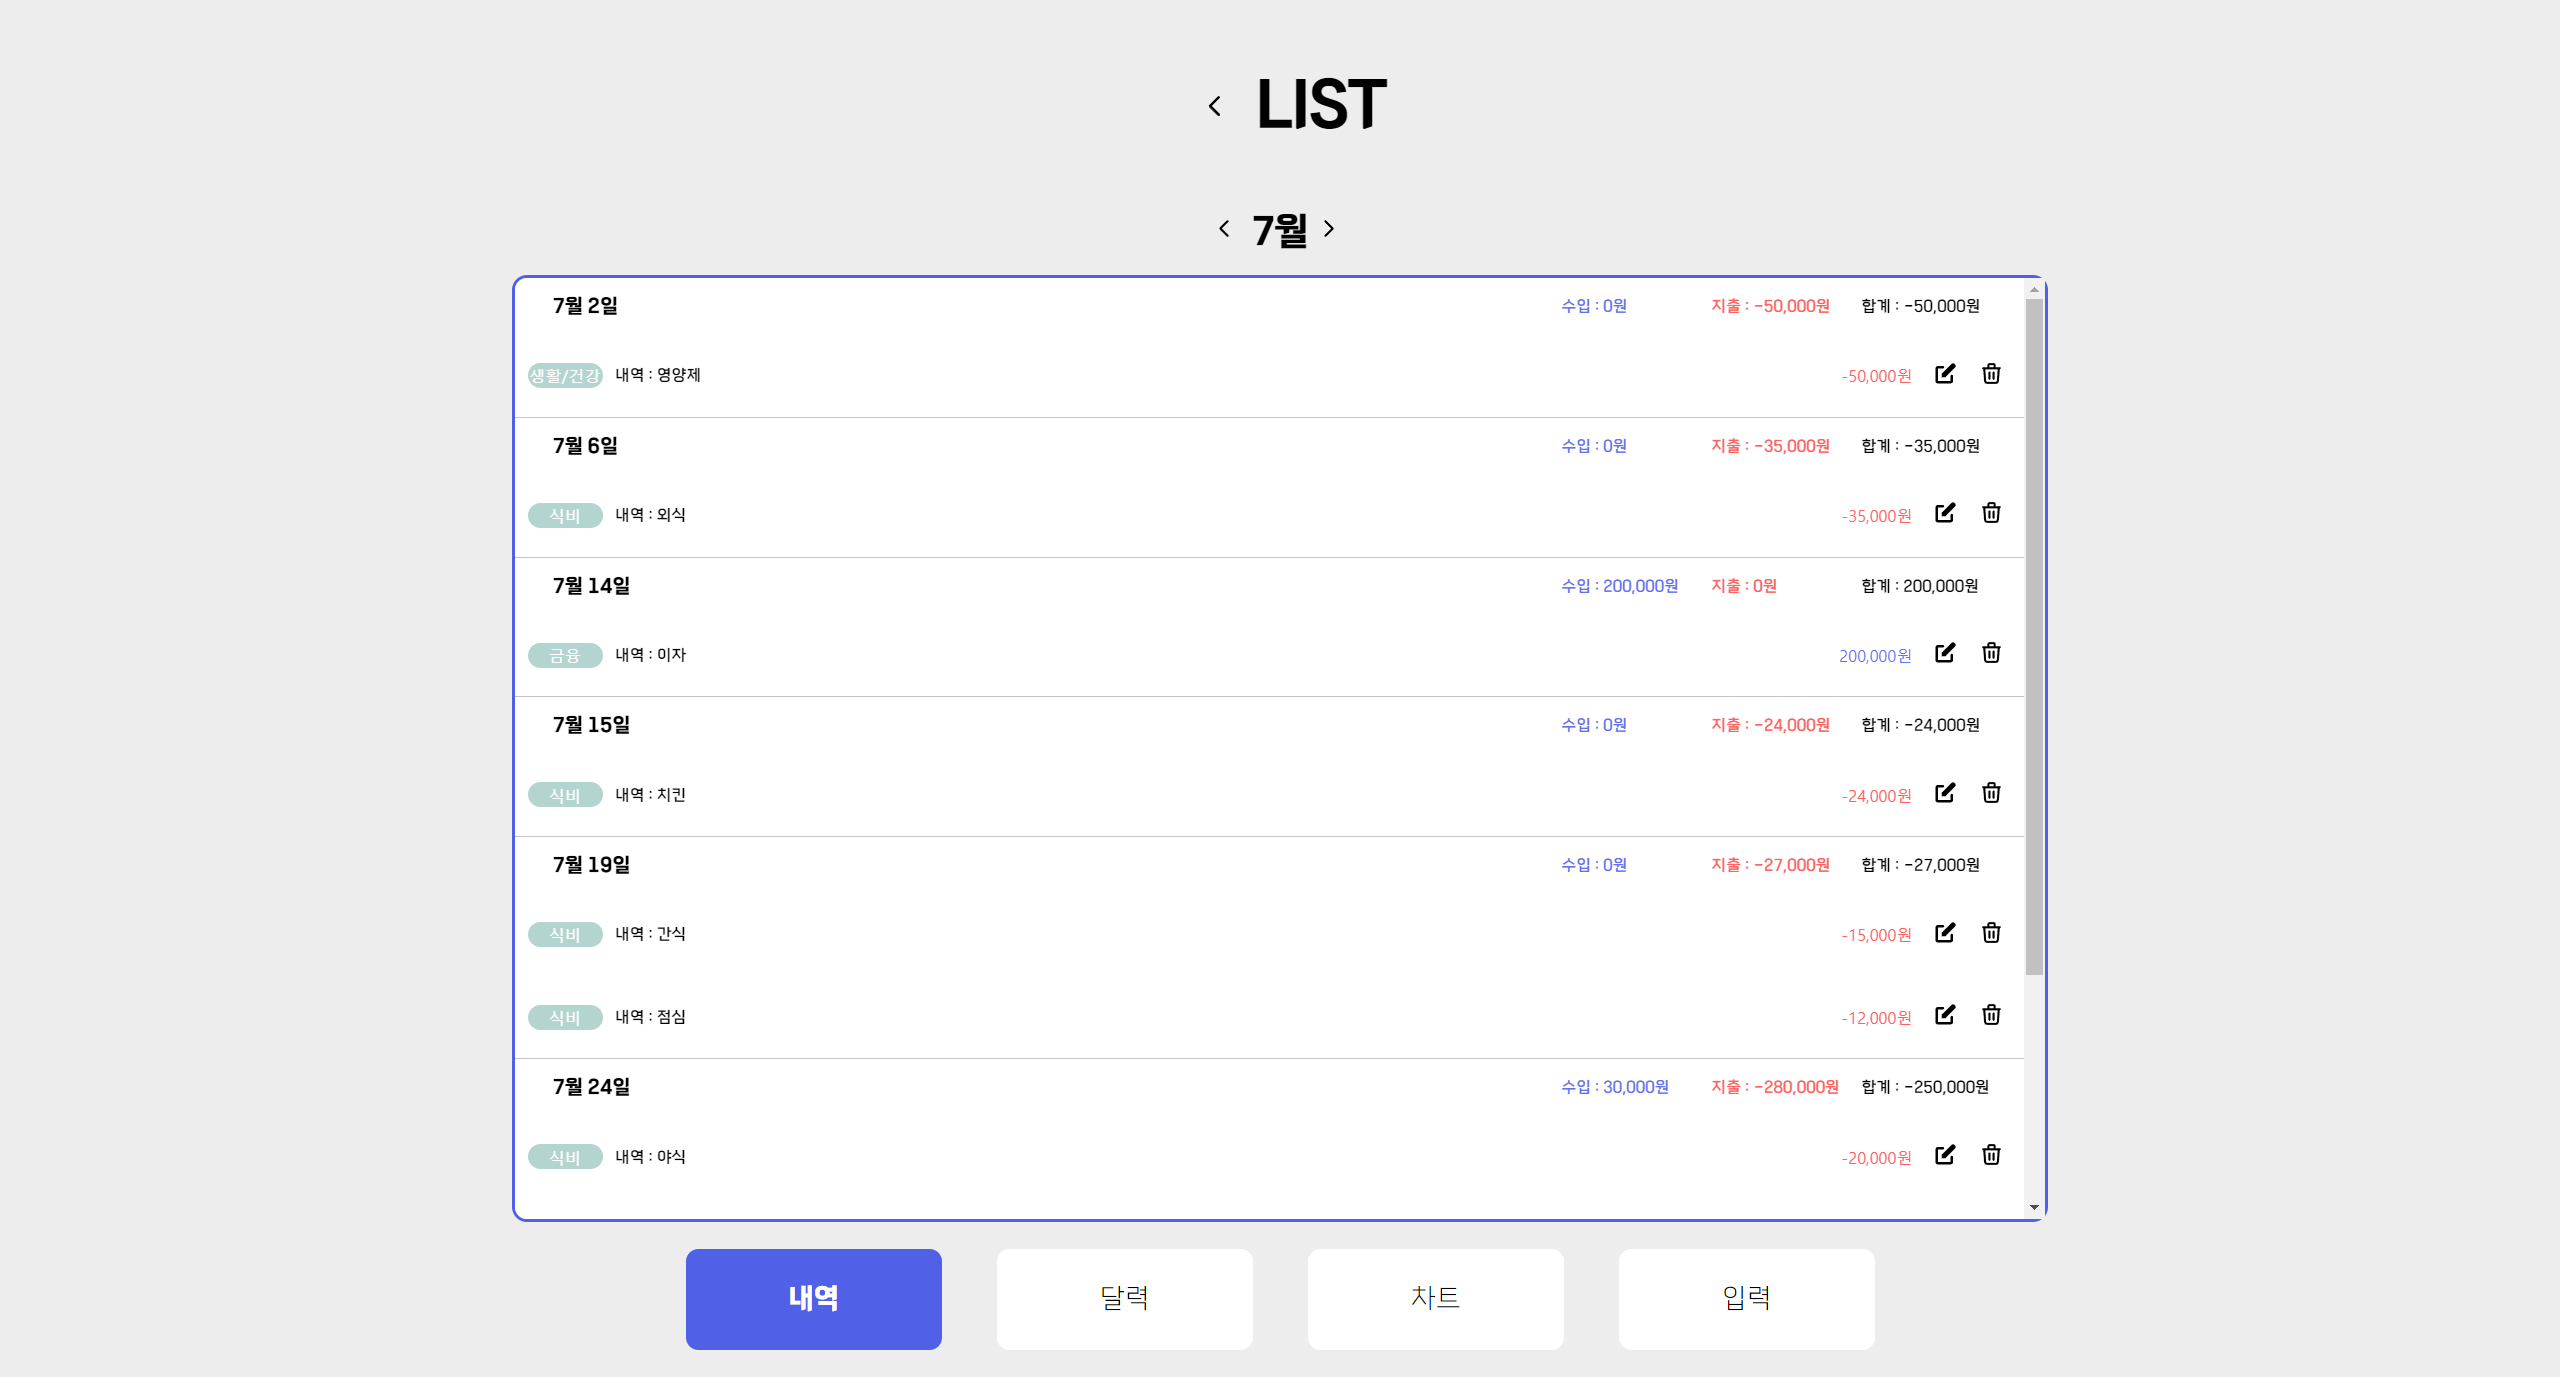 LIST
7월
7월 2일 수입 : 0원 지출 : -50,000원 합계 : -50,000원
생활/건강 내역 : 영양제 -50,000원
7월 6일 수입 : 0원 지출 : -35,000원 합계 : -35,000원
식비 내역 : 외식 -35,000원
7월 14일 수입 : 200,000원 지출 : 0원 합계 : 200,000원
금융 내역 : 이자 200,000원
7월 15일 수입 : 0원 지출 : -24,000원 합계 : -24,000원
식비 내역 : 치킨 -24,000원
7월 19일 수입 : 0원 지출 : -27,000원 합계 : -27,000원
식비 내역 : 간식 -15,000원
식비 내역 : 점심 -12,000원
7월 24일 수입 : 30,000원 지출 : -280,000원 합계 : -250,000원
식비 내역 : 야식 -20,000원
내역 달력 차트 입력